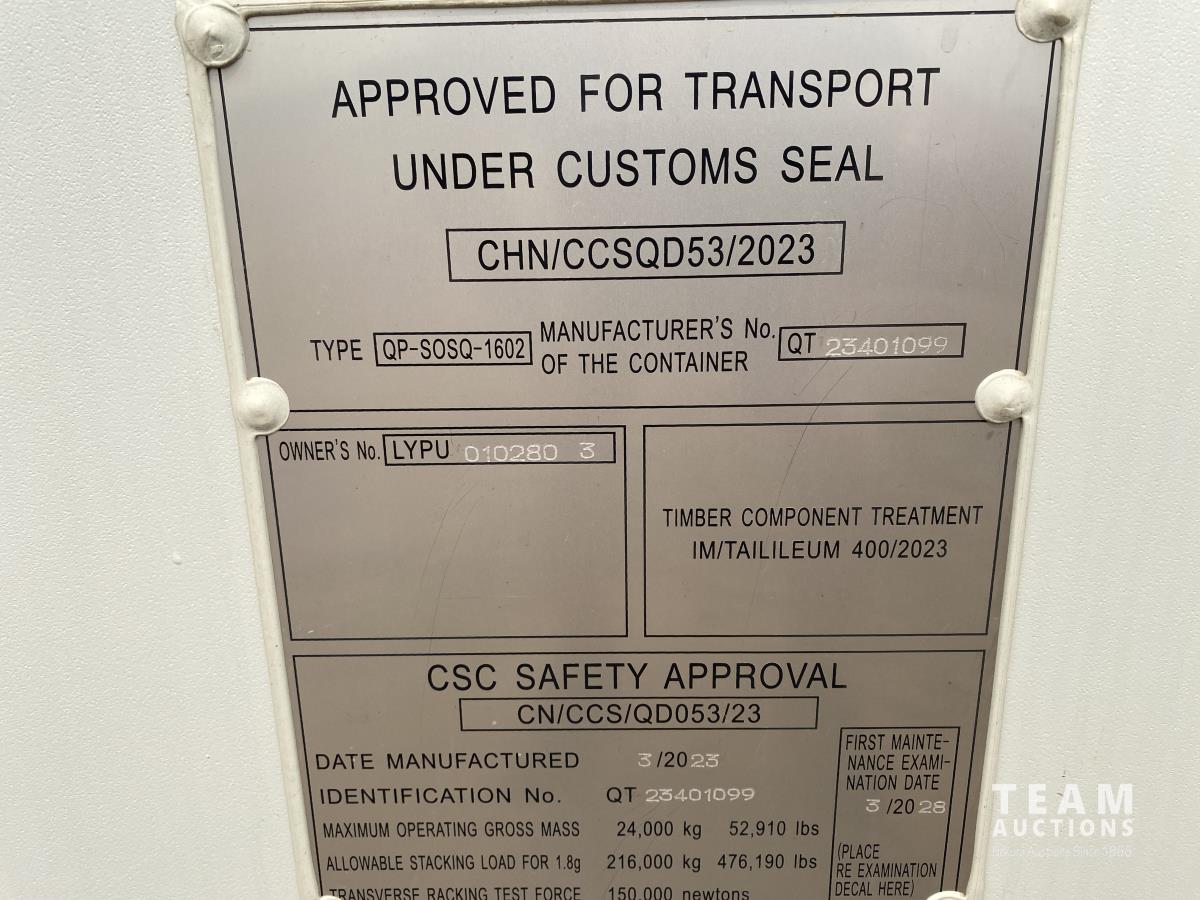 APPROVED FOR TRANSPORT
UNDER CUSTOMS SEAL
CHN/CCSQD53/2023
TYPE QP-SOSQ-1602 MANUFACTURER'S No. OF THE CONTAINER QT 23401099
OWNER'S No. LYPU 010280 3
TIMBER COMPONENT TREATMENT
IM/TAILILEUM 400/2023
CSC SAFETY APPROVAL
CN/CCS/QD053/23
DATE MANUFACTURED 3/2023
IDENTIFICATION No. QT 23401099
MAXIMUM OPERATING GROSS MASS 24,000 kg 52,910 lbs
ALLOWABLE STACKING LOAD FOR 1.8g 216,000 kg 476,190 lbs
TRANSVERSE RACKING TEST FORCE 150,000 newtons
FIRST MAINTE-
NANCE EXAMI-
NATION DATE
3/2028
(PLACE
RE EXAMINATION
DECAL HERE)
TEAM
AUCTIONS